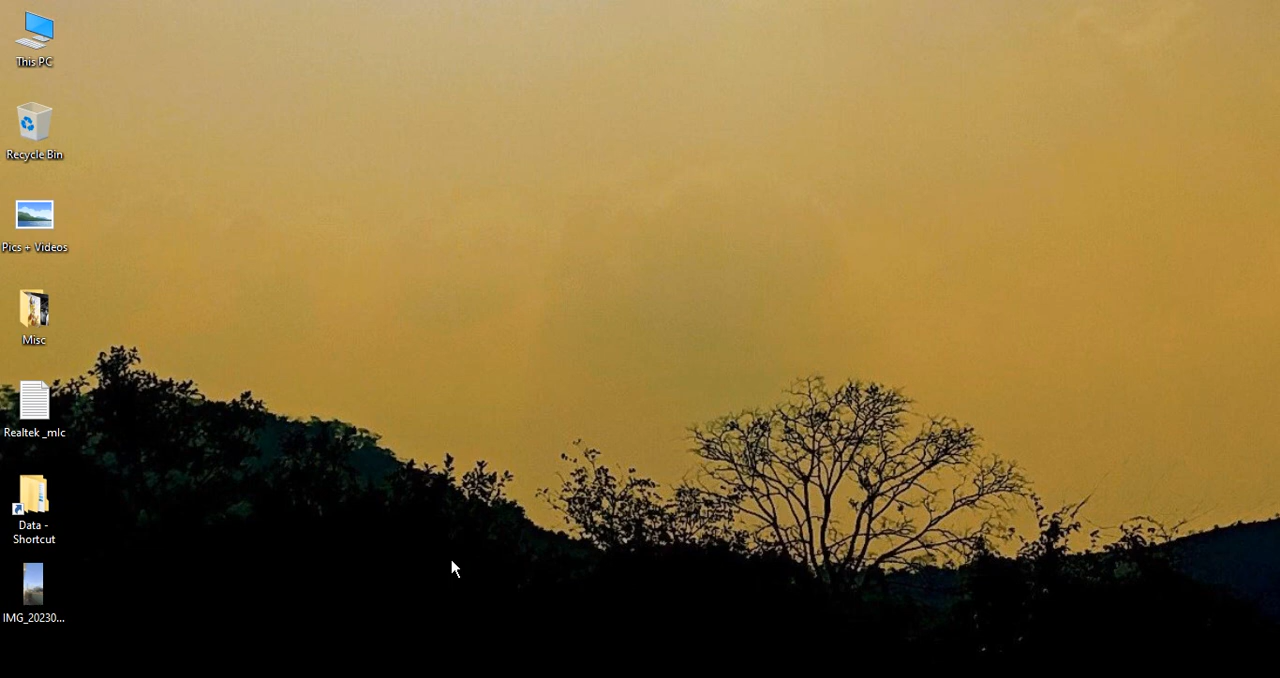 This PC
Recycle Bin
Pics + Videos
Misc
Realtek _mlc
Data -
Shortcut
IMG_20230...